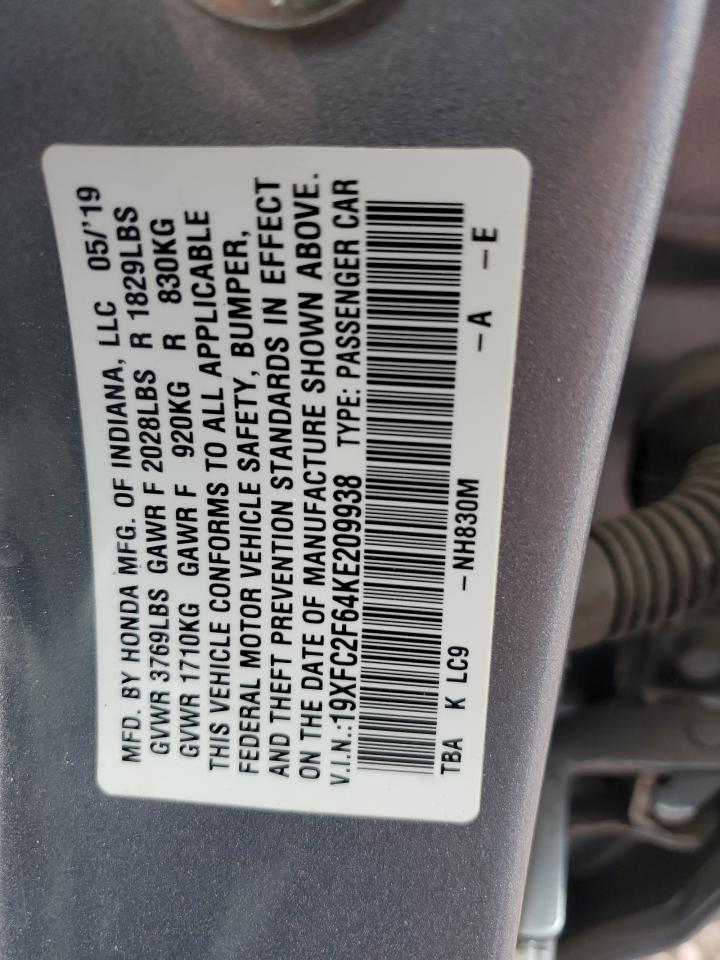 MFD. BY HONDA MFG. OF INDIANA, LLC 05/'19
GVWR 3769LBS GAWR F 2028LBS R 1829LBS
GVWR 1710KG GAWR F 920KG R 830KG
THIS VEHICLE CONFORMS TO ALL APPLICABLE
FEDERAL MOTOR VEHICLE SAFETY, BUMPER,
AND THEFT PREVENTION STANDARDS IN EFFECT
ON THE DATE OF MANUFACTURE SHOWN ABOVE.
V.I.N.:19XFC2F64KE209938 TYPE: PASSENGER CAR
TBA K LC9 -NH830M -A -E